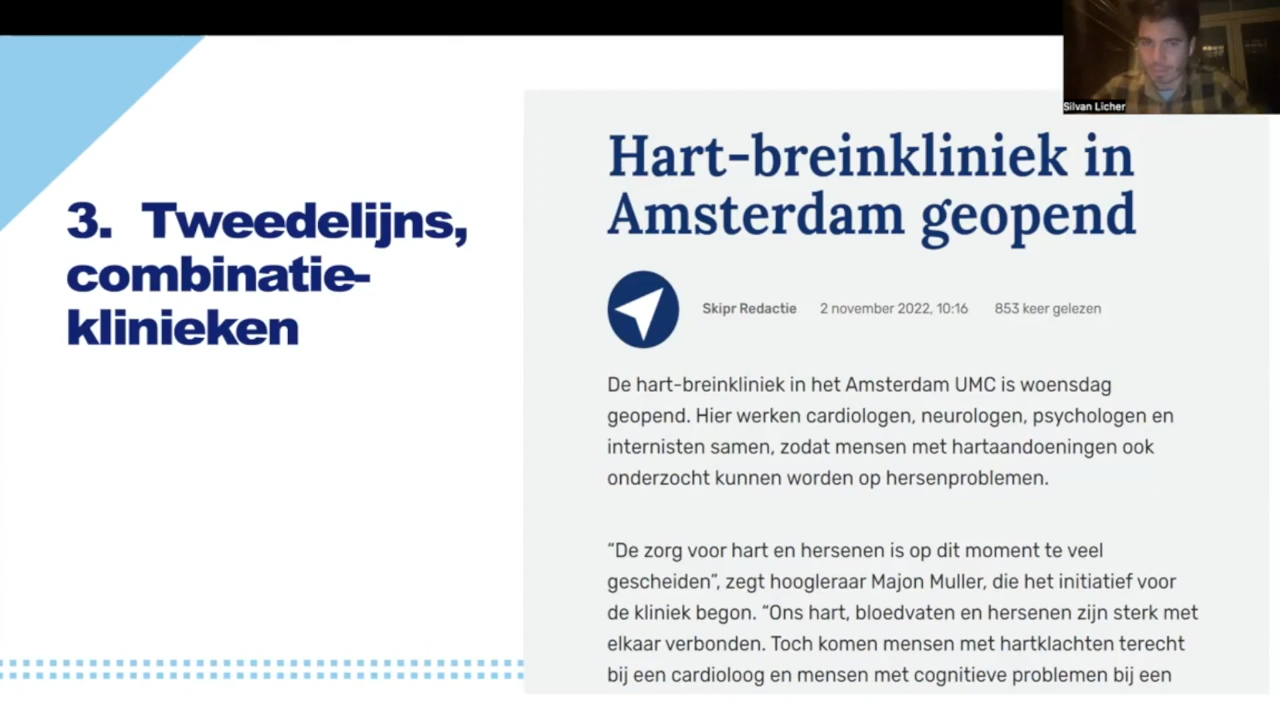 Silvan Licher
3. Tweedelijns,
combinatie-
klinieken
Hart-breinkliniek in
Amsterdam geopend
Skipr Redactie 2 november 2022, 10:16 853 keer gelezen
De hart-breinkliniek in het Amsterdam UMC is woensdag
geopend. Hier werken cardiologen, neurologen, psychologen en
internisten samen, zodat mensen met hartaandoeningen ook
onderzocht kunnen worden op hersenproblemen.
“De zorg voor hart en hersenen is op dit moment te veel
gescheiden”, zegt hoogleraar Majon Muller, die het initiatief voor
de kliniek begon. “Ons hart, bloedvaten en hersenen zijn sterk met
elkaar verbonden. Toch komen mensen met hartklachten terecht
bij een cardioloog en mensen met cognitieve problemen bij een